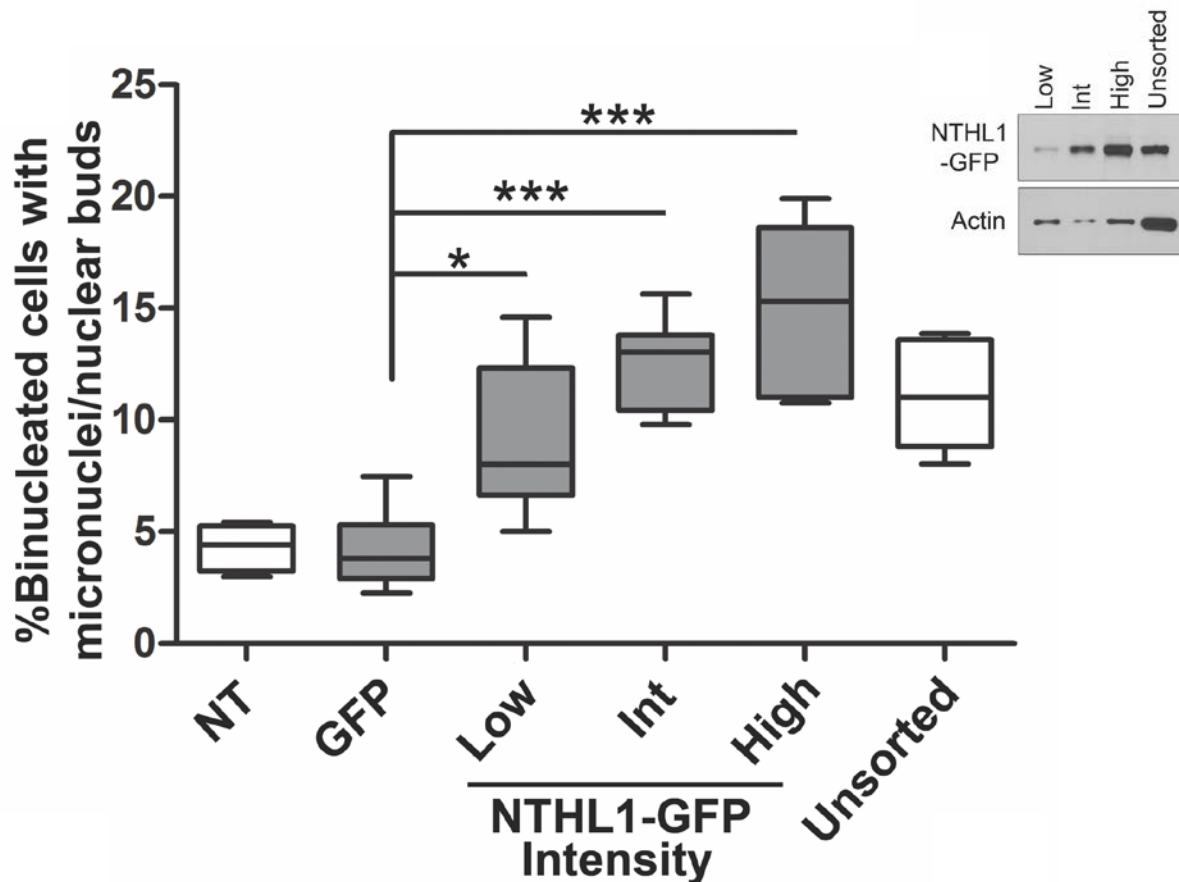 %Binucleated cells with
micronuclei/nuclear buds
25
20
15
10
5
0
***
***
*
NT
GFP
Low
Int
High
Unsorted
NTHL1-GFP
Intensity
Low
Int
High
Unsorted
NTHL1
-GFP
Actin